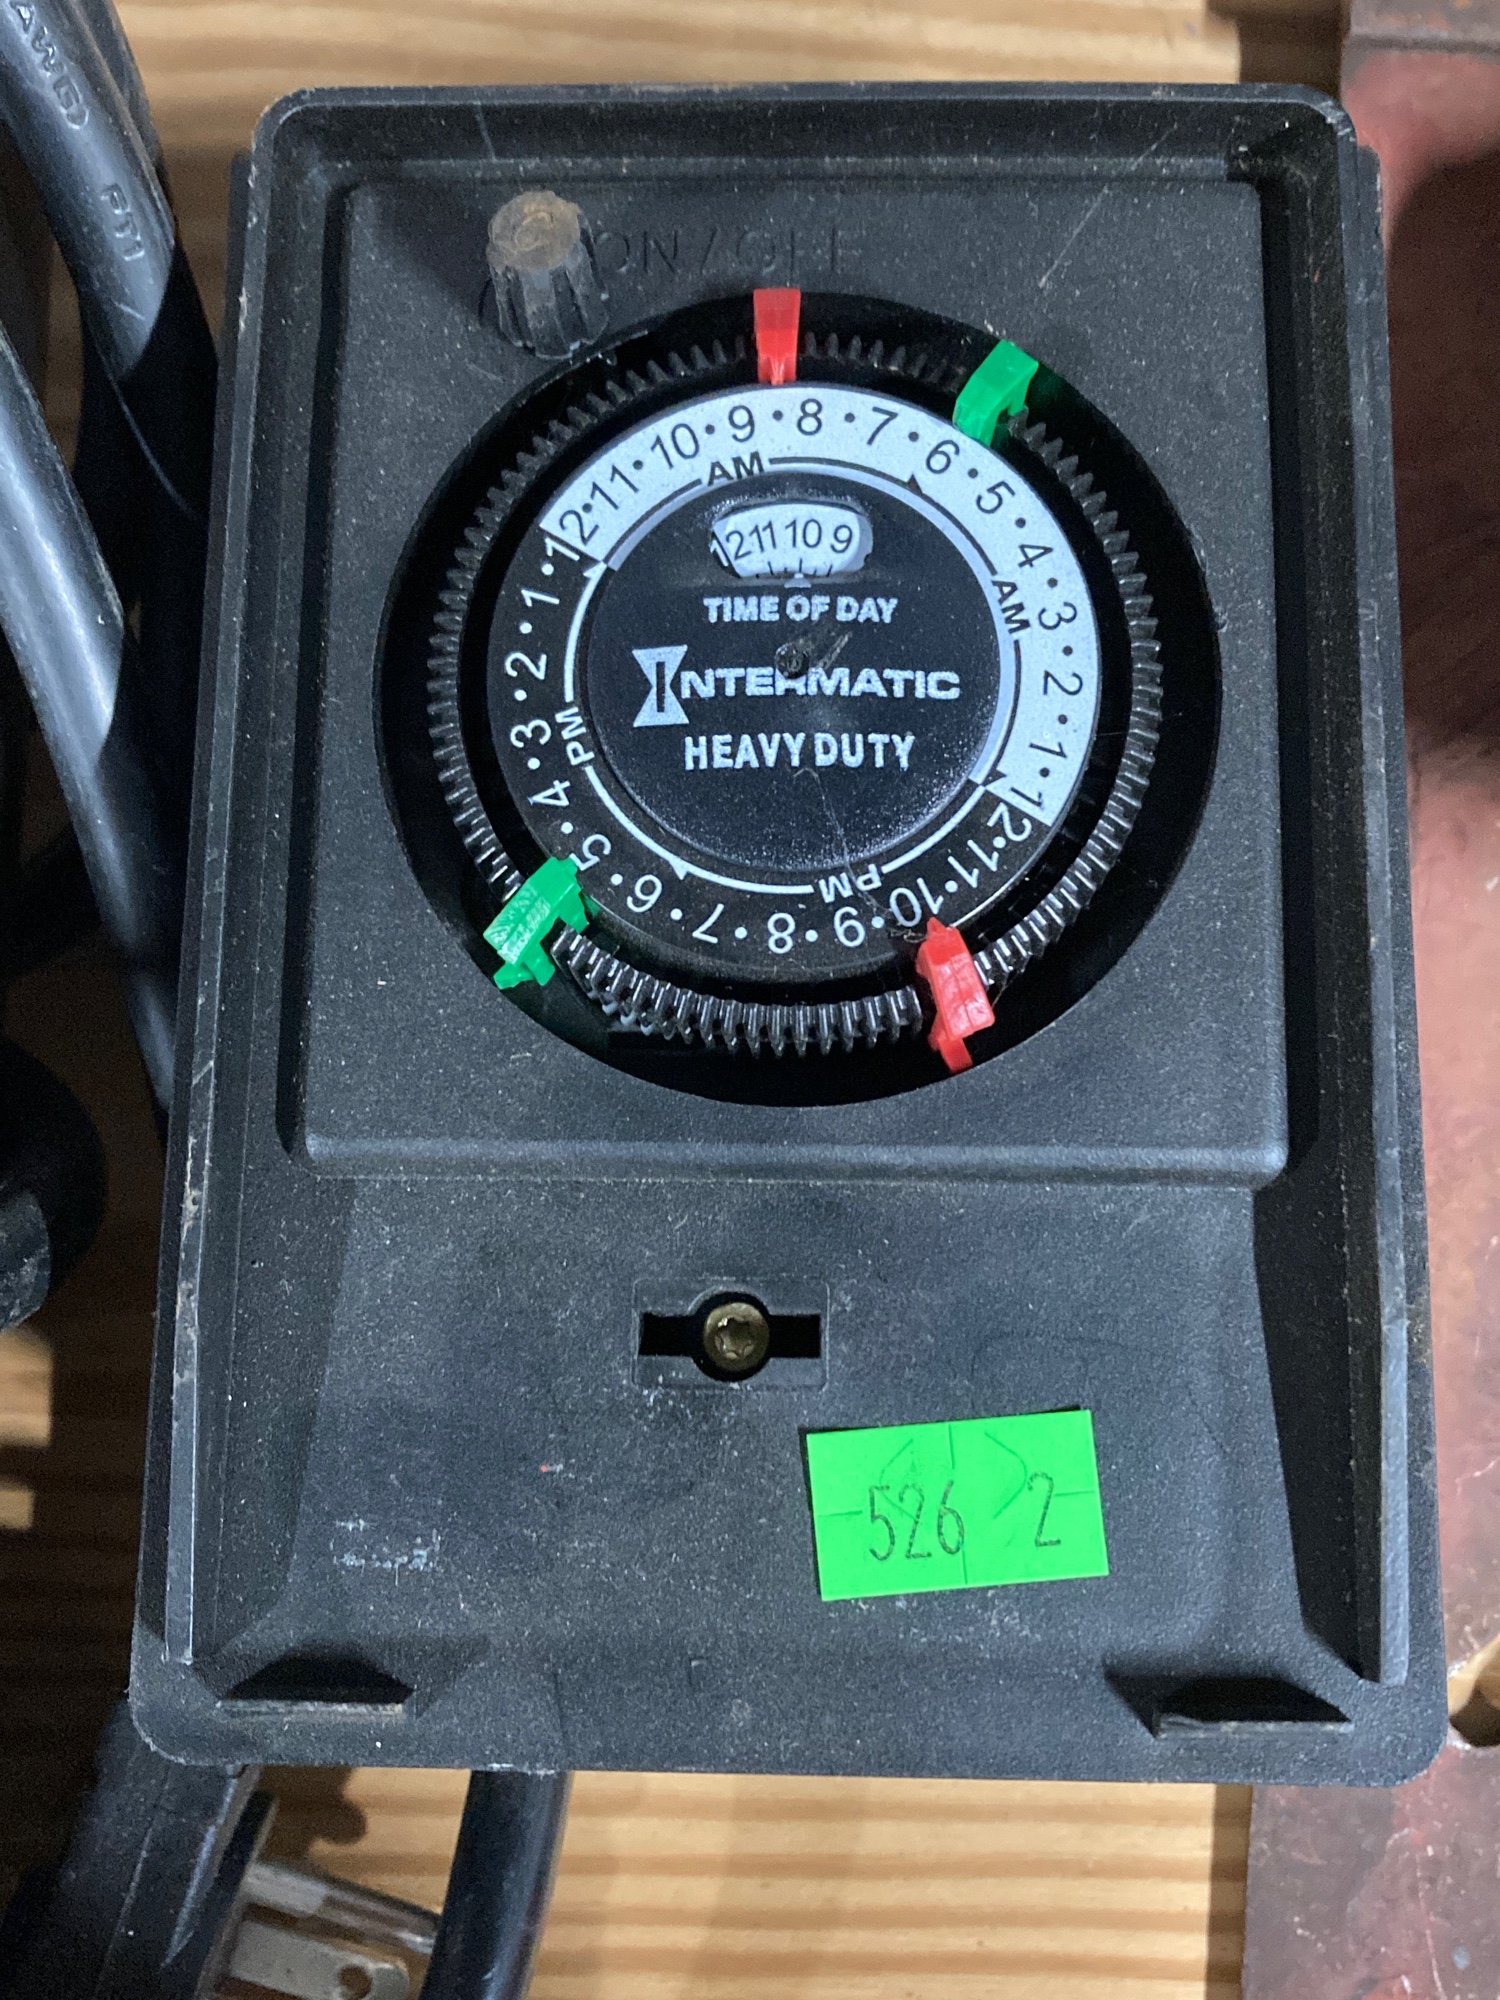 AWG)
ON/OFF
12·11·10·9·8·7·6·5·4·3·2·1·12·11·10·9·8·7·6·5·4·3·2·1
AM
AM
PM
PM
12 11 10 9
TIME OF DAY
INTERMATIC
HEAVY DUTY
526 2